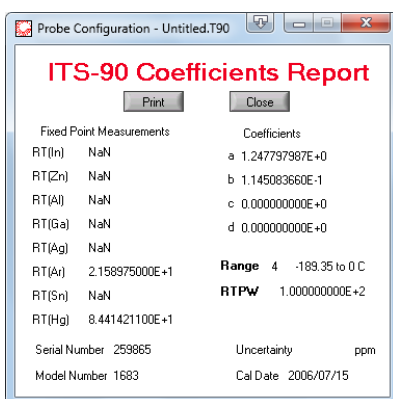 Probe Configuration - Untitled.T90
ITS-90 Coefficients Report
Print Close
Fixed Point Measurements
RT(In) NaN
RT(Zn) NaN
RT(Al) NaN
RT(Ga) NaN
RT(Ag) NaN
RT(Ar) 2.158975000E+1
RT(Sn) NaN
RT(Hg) 8.441421100E+1
Coefficients
a 1.247797987E+0
b 1.145083660E-1
c 0.000000000E+0
d 0.000000000E+0
Range 4 -189.35 to 0 C
RTPW 1.000000000E+2
Serial Number 259865
Model Number 1683
Uncertainty ppm
Cal Date 2006/07/15